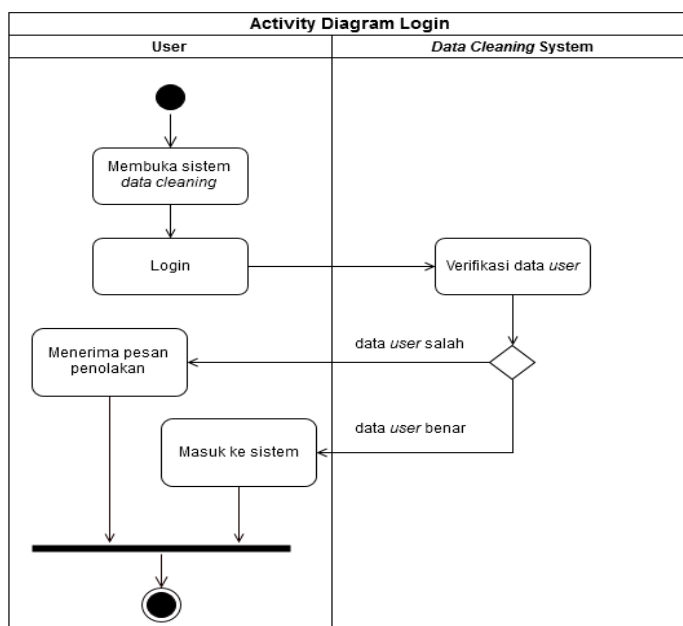 Activity Diagram Login
User
Data Cleaning System
Membuka sistem
data cleaning
Login
Verifikasi data user
Menerima pesan
penolakan
data user salah
Masuk ke sistem
data user benar